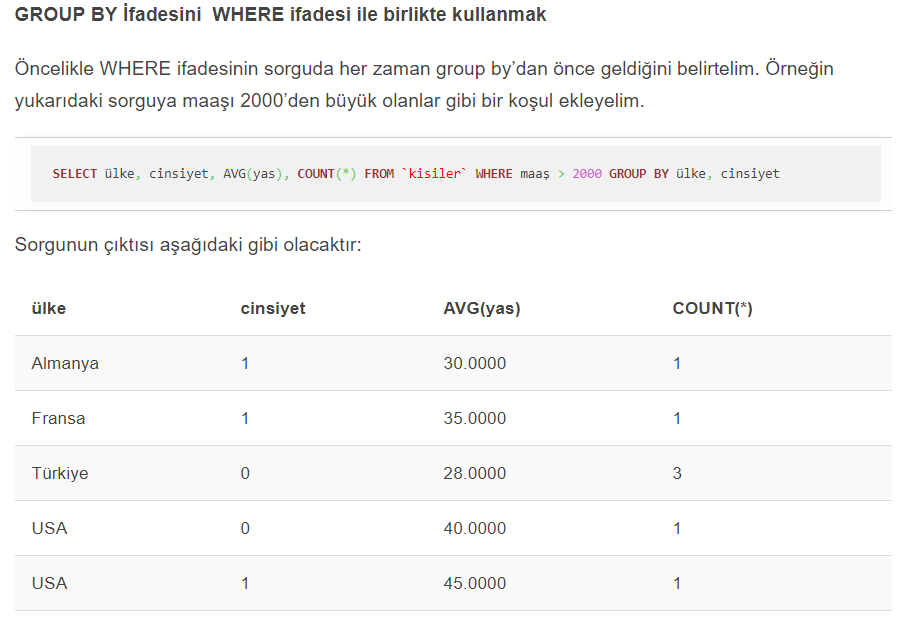 GROUP BY İfadesini  WHERE ifadesi ile birlikte kullanmak
Öncelikle WHERE ifadesinin sorguda her zaman group by’dan önce geldiğini belirtelim. Örneğin
yukarıdaki sorguya maaşı 2000’den büyük olanlar gibi bir koşul ekleyelim.
SELECT ülke, cinsiyet, AVG(yas), COUNT(*) FROM `kisiler` WHERE maaş > 2000 GROUP BY ülke, cinsiyet
Sorgunun çıktısı aşağıdaki gibi olacaktır:
ülke cinsiyet AVG(yas) COUNT(*)
Almanya 1 30.0000 1
Fransa 1 35.0000 1
Türkiye 0 28.0000 3
USA 0 40.0000 1
USA 1 45.0000 1